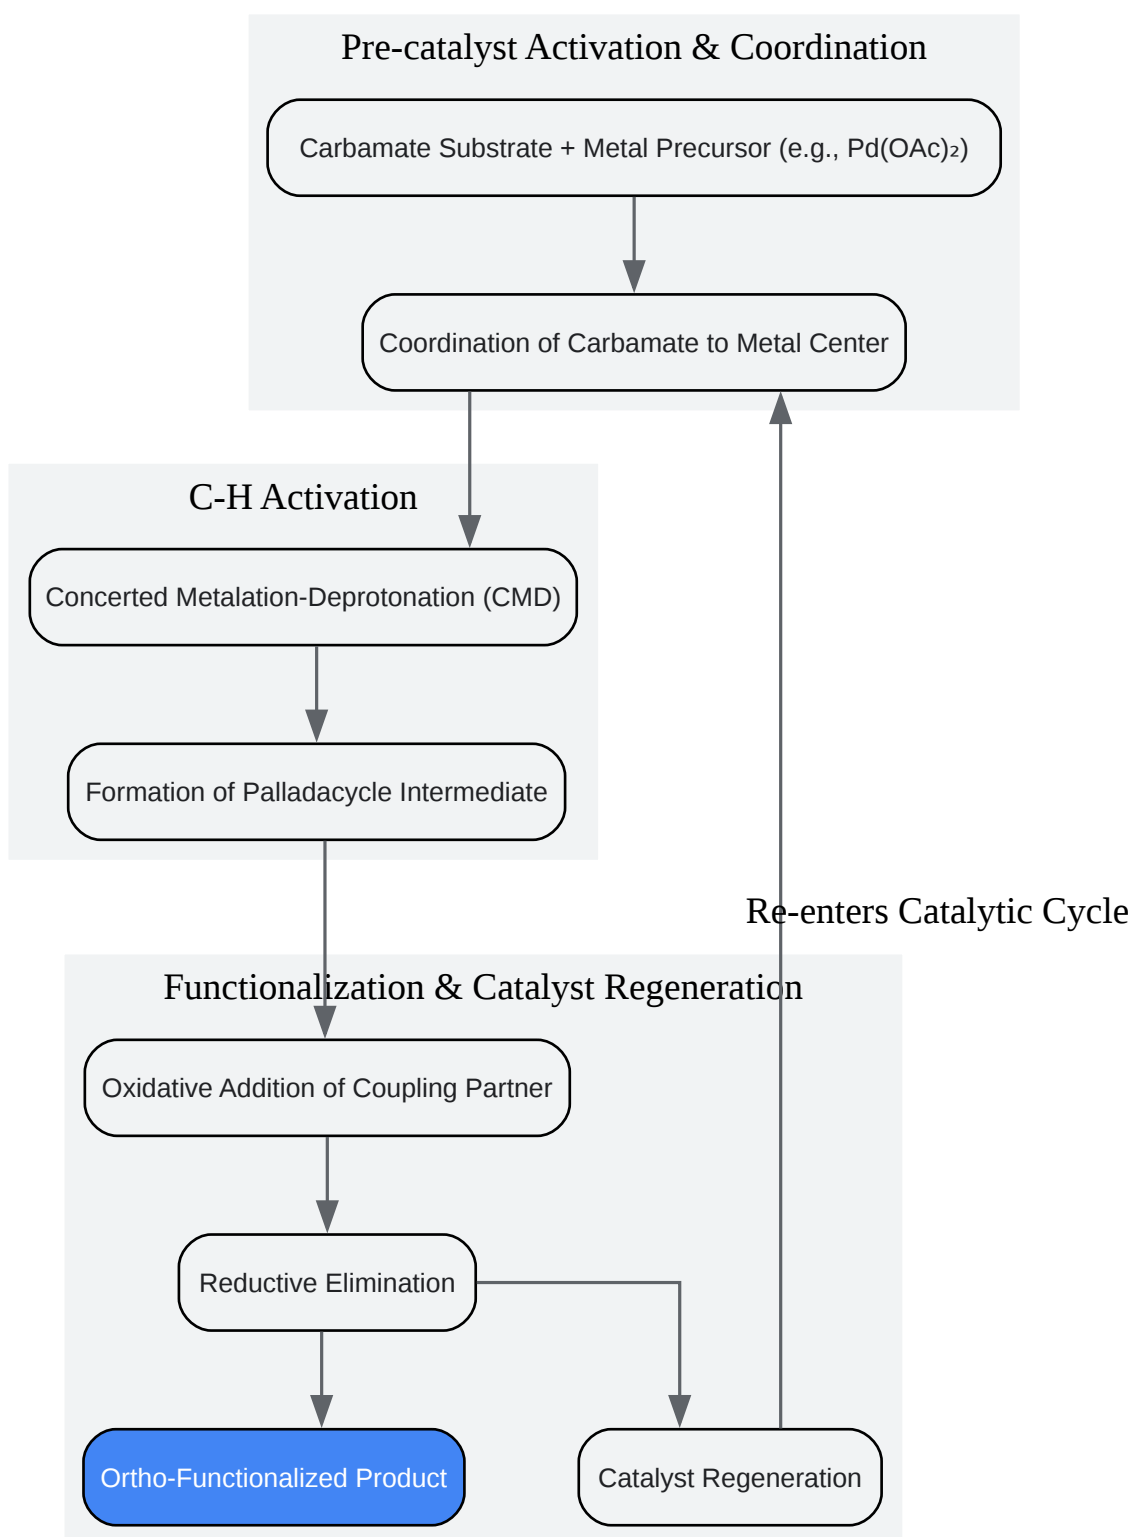 Pre-catalyst Activation & Coordination
Carbamate Substrate + Metal Precursor (e.g., Pd(OAc)₂)
Coordination of Carbamate to Metal Center
C-H Activation
Concerted Metalation-Deprotonation (CMD)
Formation of Palladacycle Intermediate
Re-enters Catalytic Cycle
Functionalization & Catalyst Regeneration
Oxidative Addition of Coupling Partner
Reductive Elimination
Ortho-Functionalized Product
Catalyst Regeneration